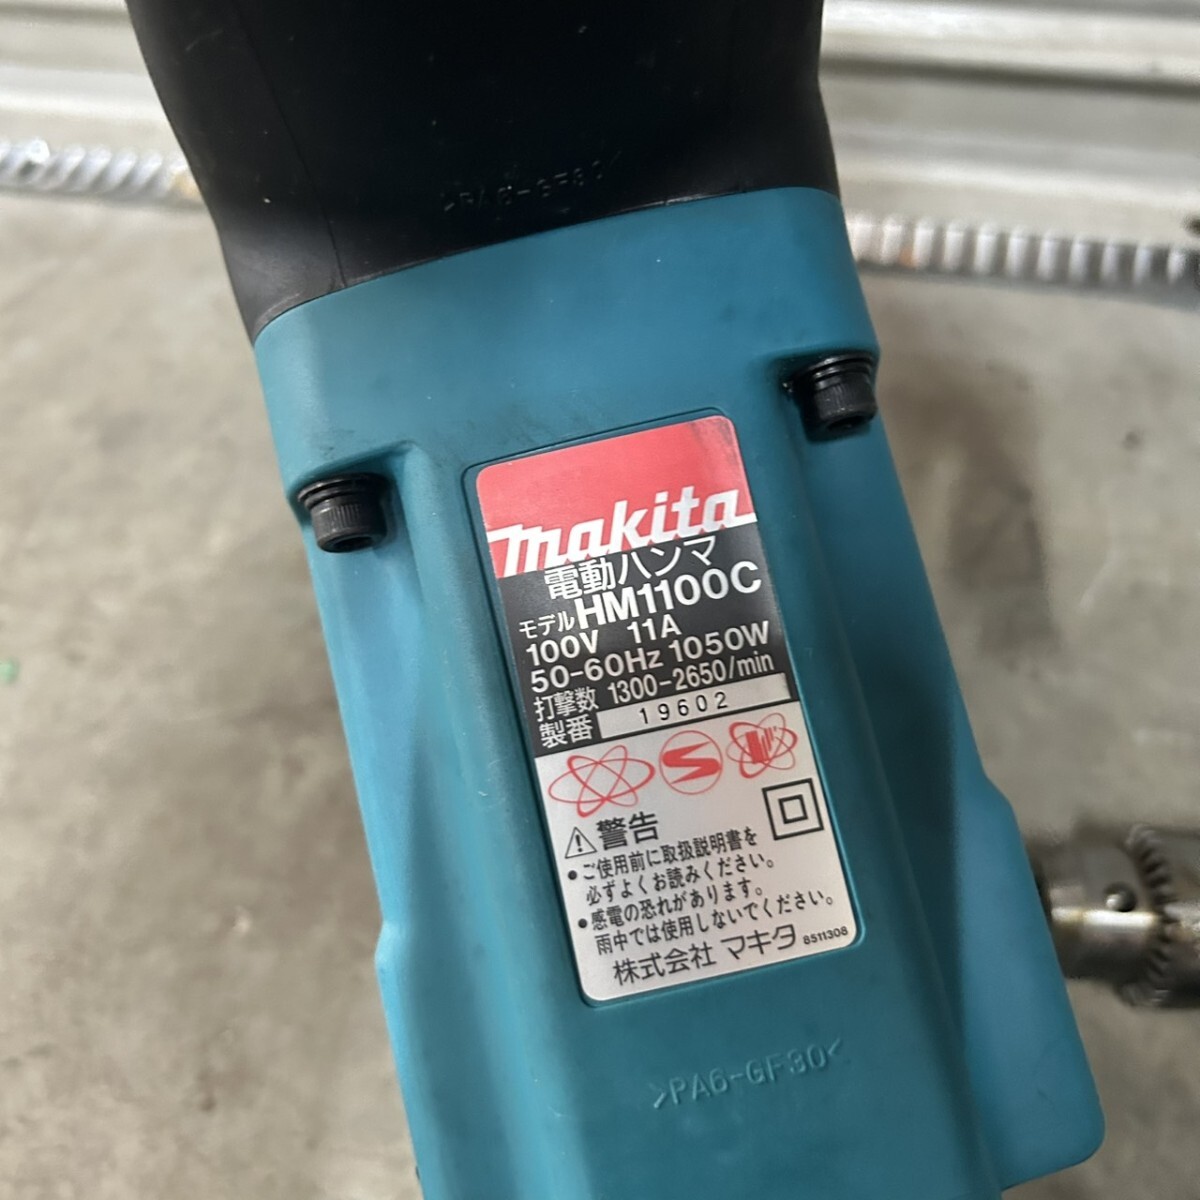 >PA6-GF30<
makita
電動ハンマ
モデル HM1100C
100V 11A
50-60Hz 1050W
打撃数 1300-2650/min
製番 19602
⚠警告
•ご使用前に取扱説明書を
必ずよくお読みください。
•感電の恐れがあります。
雨中では使用しないでください。
株式会社 マキタ 8511308
>PA6-GF30<